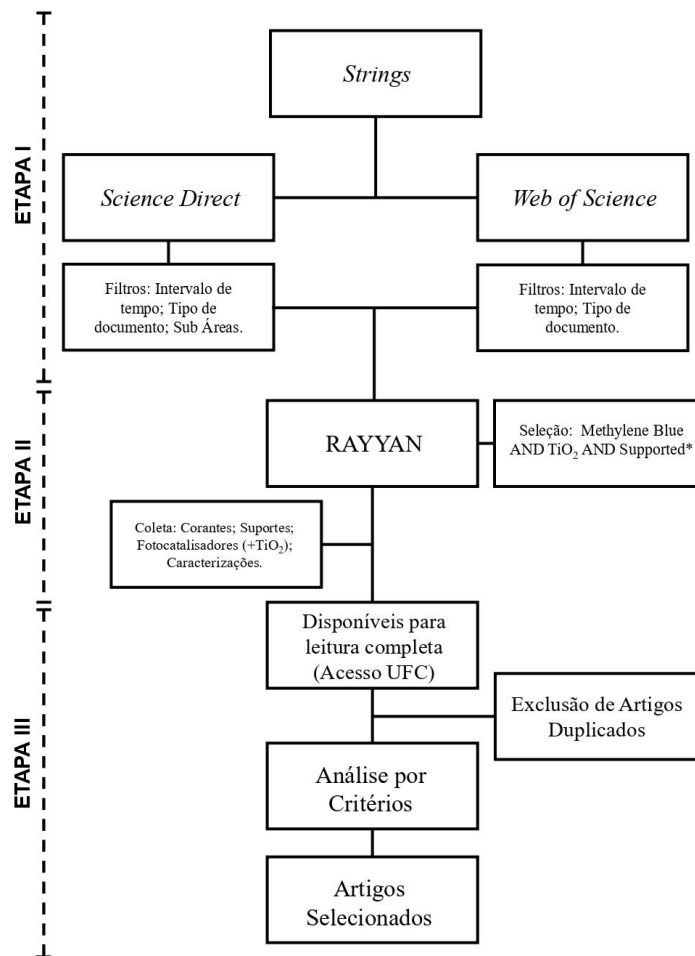 Strings
ETAPA I
Science Direct
Web of Science
Filtros: Intervalo de
tempo; Tipo de
documento; Sub Áreas.
Filtros: Intervalo de
tempo; Tipo de
documento.
ETAPA II
RAYYAN
Seleção: Methylene Blue
AND TiO₂ AND Supported*
Coleta: Corantes; Suportes;
Fotocatalisadores (+TiO₂);
Caracterizações.
ETAPA III
Disponíveis para
leitura completa
(Acesso UFC)
Exclusão de Artigos
Duplicados
Análise por
Critérios
Artigos
Selecionados